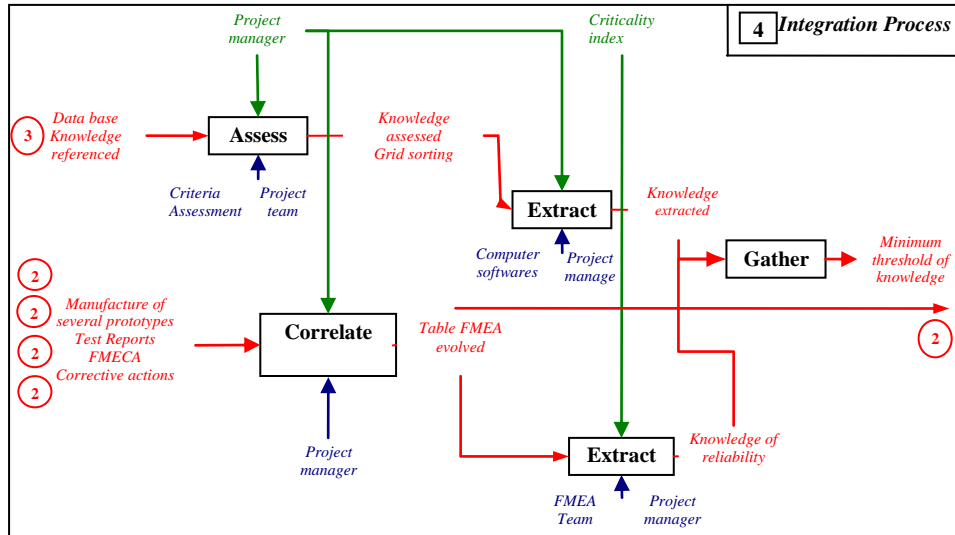 Project
manager
Criticality
index
4 Integration Process
3
Data base
Knowledge
referenced
Assess
Knowledge
assessed
Grid sorting
Criteria
Assessment
Project
team
Extract
Knowledge
extracted
Computer
softwares
Project
manage
Gather
Minimum
threshold of
knowledge
2
2
2
2
Manufacture of
several prototypes
Test Reports
FMECA
Corrective actions
Correlate
Table FMEA
evolved
2
Project
manager
Extract
Knowledge of
reliability
FMEA
Team
Project
manager